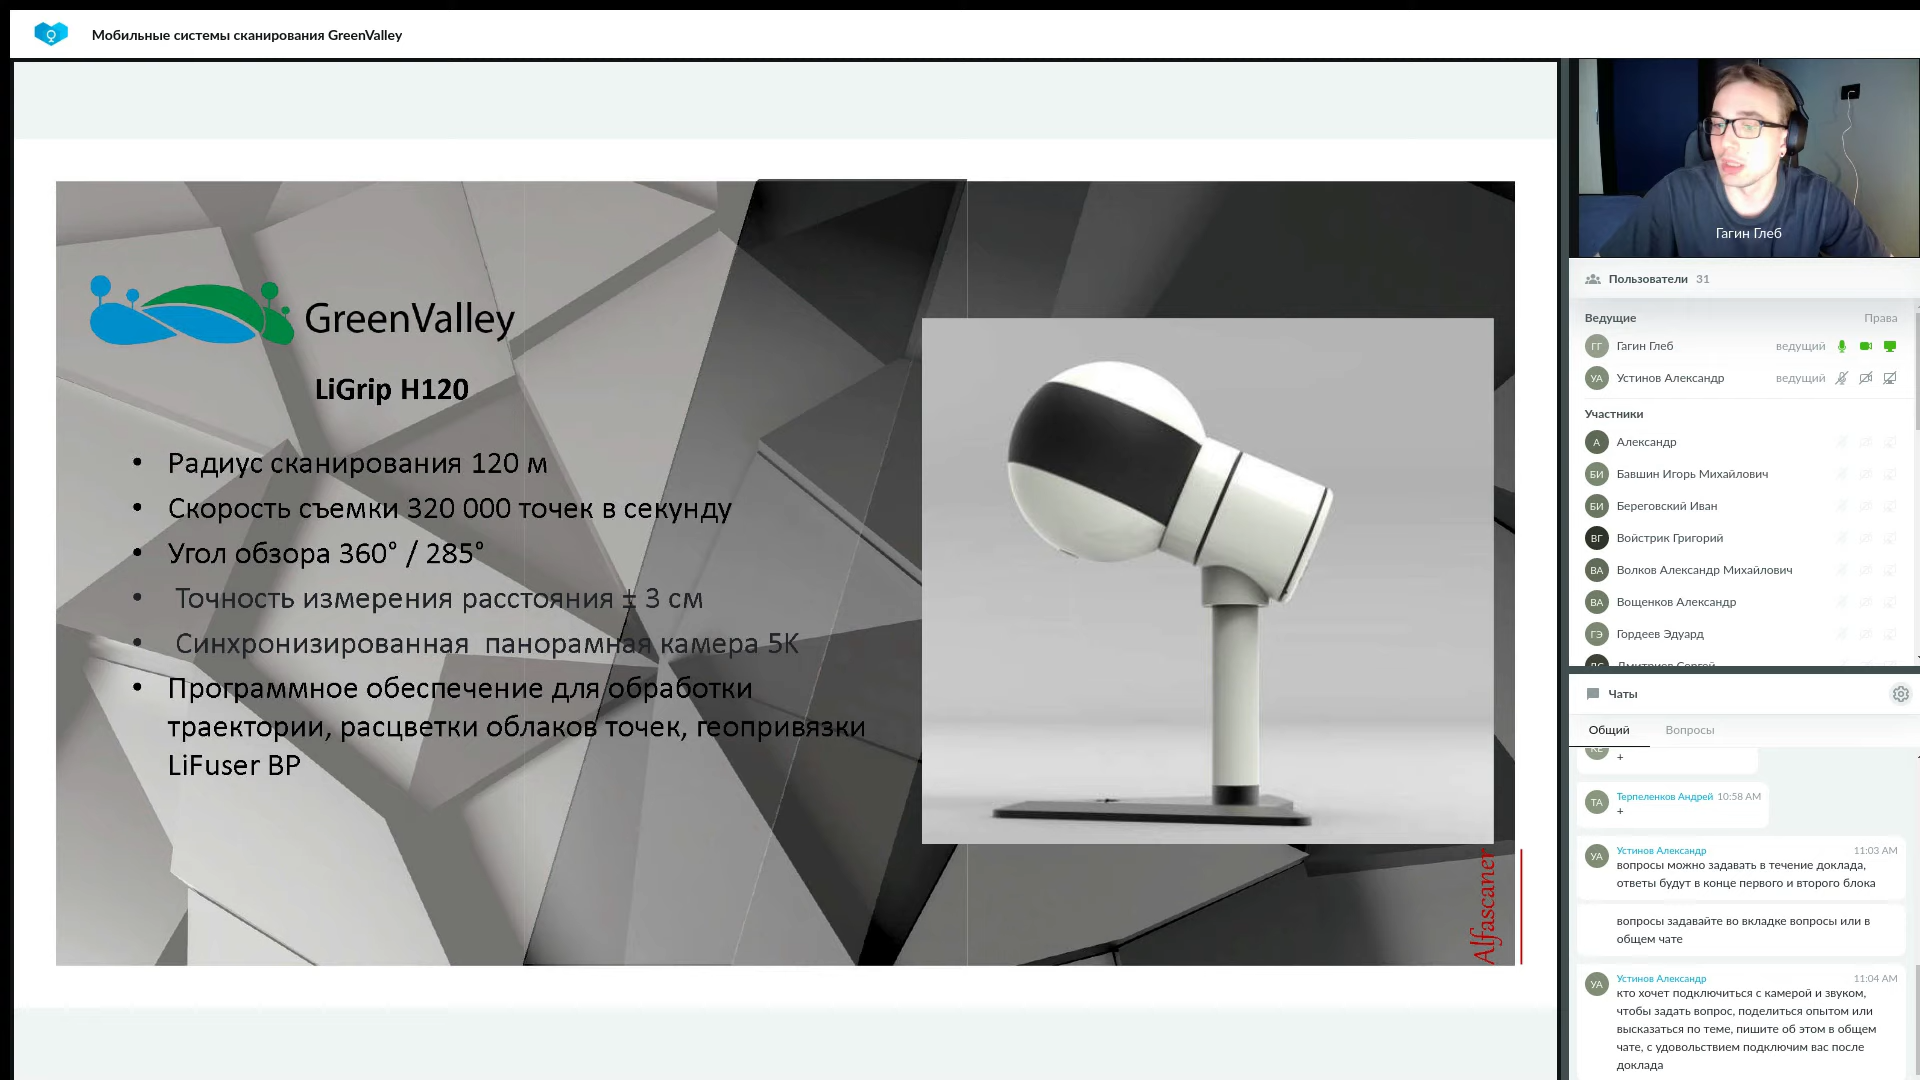 Мобильные системы сканирования GreenValley
GreenValley
LiGrip H120
• Радиус сканирования 120 м
• Скорость съемки 320 000 точек в секунду
• Угол обзора 360° / 285°
• Точность измерения расстояния ± 3 см
• Синхронизированная панорамная камера 5K
• Программное обеспечение для обработки
траектории, расцветки облаков точек, геопривязки
LiFuser BP
Alfascaner
Гагин Глеб
Пользователи 31
Ведущие Права
ГГ Гагин Глеб ведущий
УА Устинов Александр ведущий
Участники
А Александр
БИ Бавшин Игорь Михайлович
БИ Береговский Иван
ВГ Войстрик Григорий
ВА Волков Александр Михайлович
ВА Вощенков Александр
ГЭ Гордеев Эдуард
Дмитриев Сергей
Чаты
Общий Вопросы
+
ТА Терпеленков Андрей 10:58 AM
+
УА Устинов Александр 11:03 AM
вопросы можно задавать в течение доклада,
ответы будут в конце первого и второго блока
вопросы задавайте во вкладке вопросы или в
общем чате
УА Устинов Александр 11:04 AM
кто хочет подключиться с камерой и звуком,
чтобы задать вопрос, поделиться опытом или
высказаться по теме, пишите об этом в общем
чате, с удовольствием подключим вас после
доклада